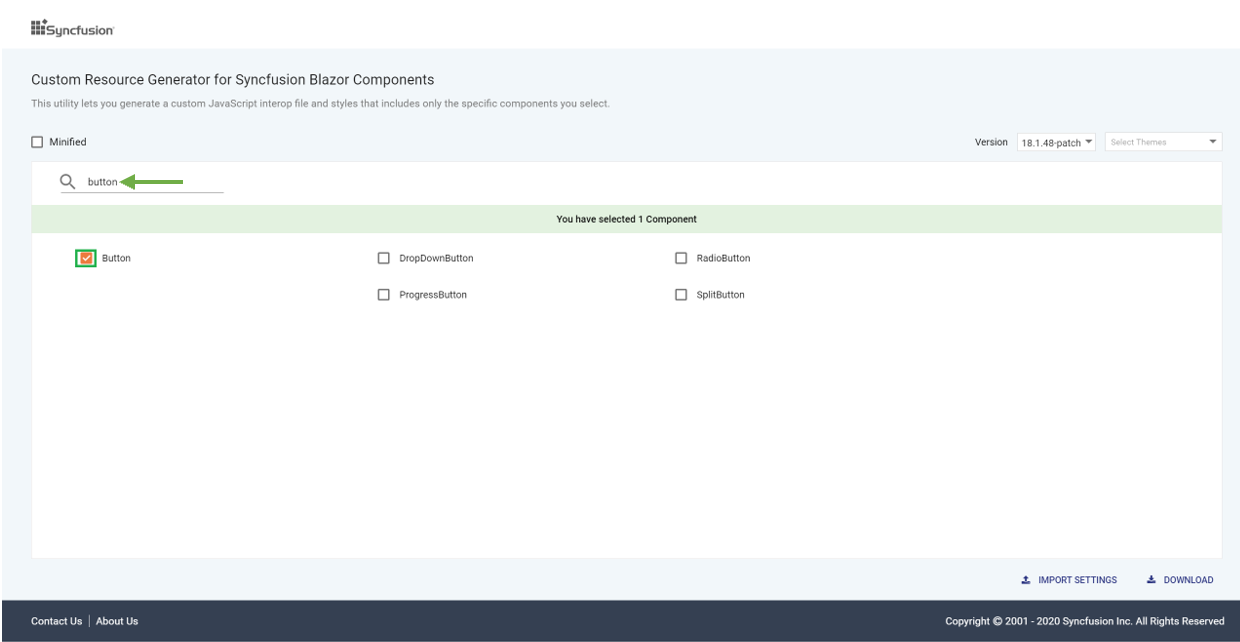 Syncfusion
Custom Resource Generator for Syncfusion Blazor Components
This utility lets you generate a custom JavaScript interop file and styles that includes only the specific components you select.
Minified
Version 18.1.48-patch Select Themes
button
You have selected 1 Component
Button DropDownButton RadioButton
ProgressButton SplitButton
IMPORT SETTINGS DOWNLOAD
Contact Us | About Us Copyright © 2001 - 2020 Syncfusion Inc. All Rights Reserved